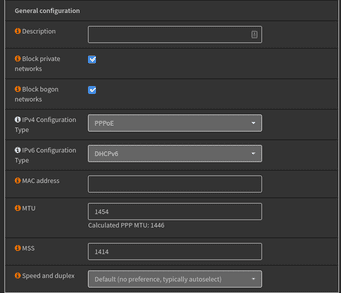 General configuration
Description
Block private
networks
Block bogon
networks
IPv4 Configuration
Type
PPPoE
IPv6 Configuration
Type
DHCPv6
MAC address
MTU
1454
Calculated PPP MTU: 1446
MSS
1414
Speed and duplex
Default (no preference, typically autoselect)